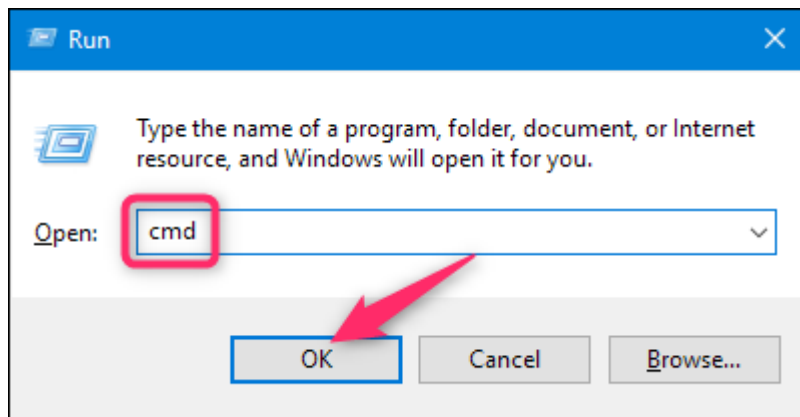 Run
Type the name of a program, folder, document, or Internet
resource, and Windows will open it for you.
Open: cmd
OK Cancel Browse...